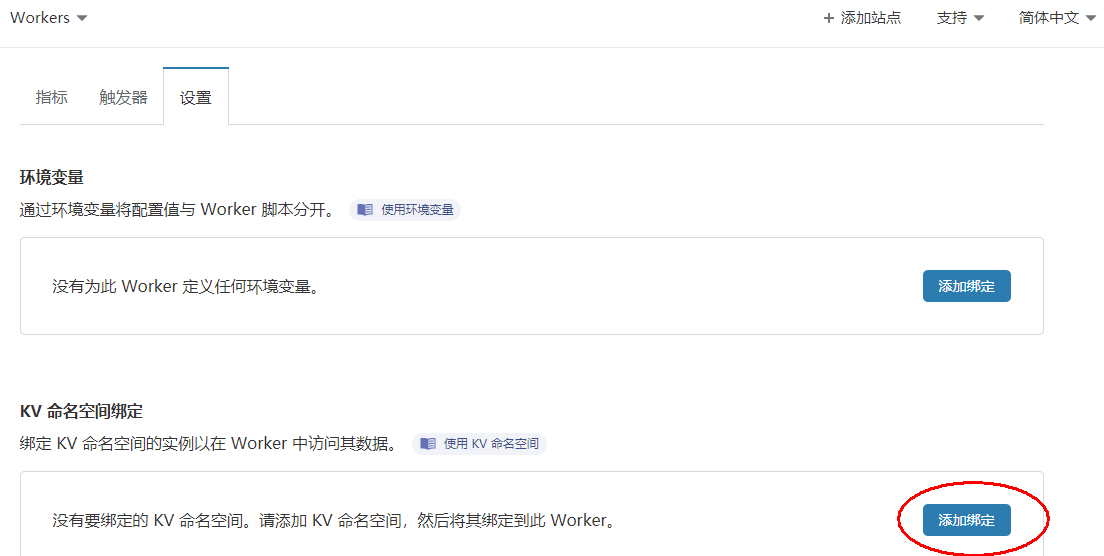 Workers
+ 添加站点 支持 简体中文
指标 触发器 设置
环境变量
通过环境变量将配置值与 Worker 脚本分开。 使用环境变量
没有为此 Worker 定义任何环境变量。 添加绑定
KV 命名空间绑定
绑定 KV 命名空间的实例以在 Worker 中访问其数据。 使用 KV 命名空间
没有要绑定的 KV 命名空间。请添加 KV 命名空间，然后将其绑定到此 Worker。 添加绑定